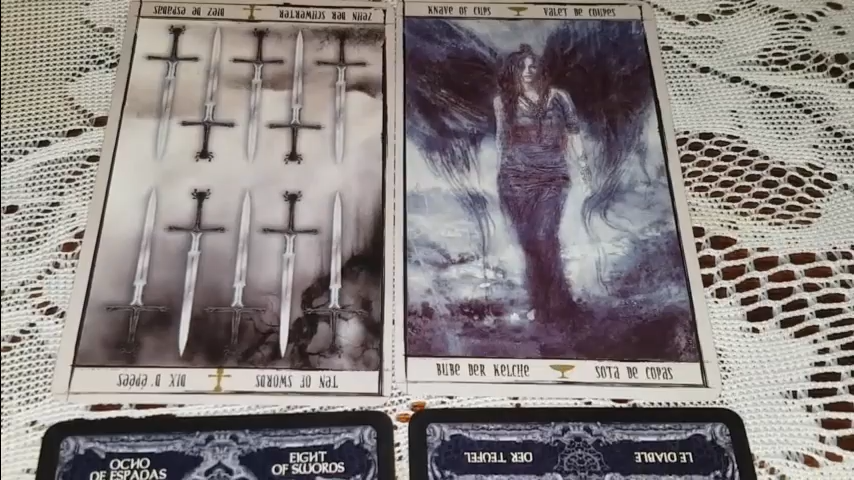 ZEHN DER SCHWERTER DIEZ DE ESPADAS
KNAVE OF CUPS VALET DE COUPES
TEN OF SWORDS DIX D'ÉPÉES
BUBE DER KELCHE SOTA DE COPAS
OCHO
DE ESPADAS
EIGHT
OF SWORDS
LE DIABLE DER TEUFEL